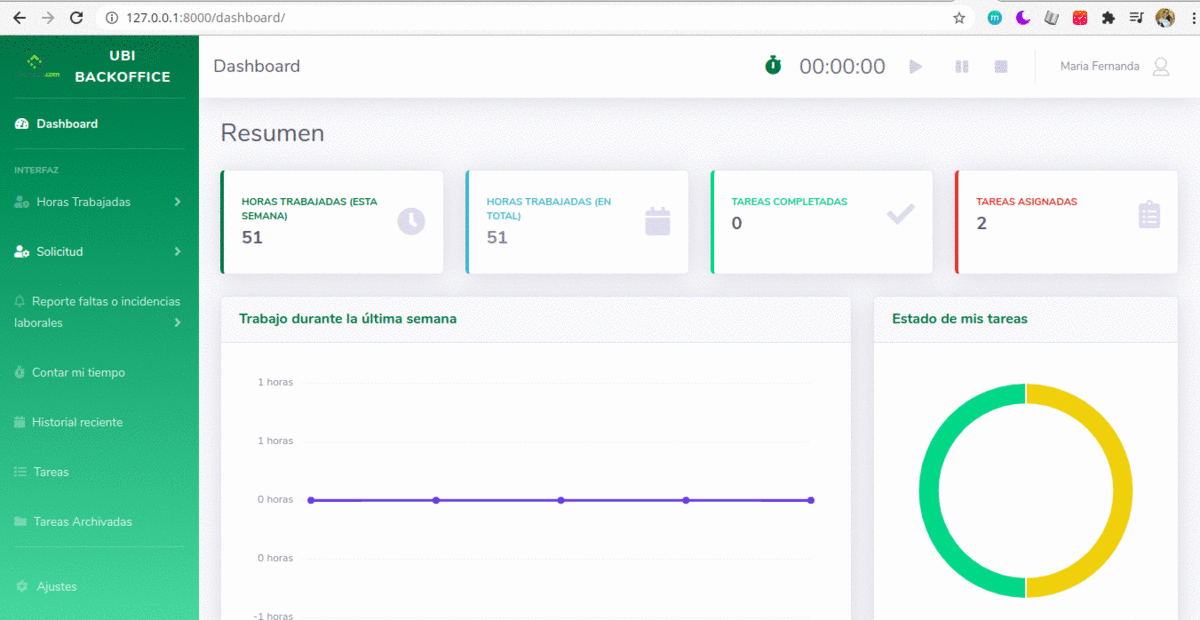 127.0.0.1:8000/dashboard/
UBI
BACKOFFICE
Dashboard
00:00:00
Maria Fernanda
Dashboard
INTERFAZ
Horas Trabajadas
Solicitud
Reporte faltas o incidencias
laborales
Contar mi tiempo
Historial reciente
Tareas
Tareas Archivadas
Ajustes
Resumen
HORAS TRABAJADAS (ESTA
SEMANA)
51
HORAS TRABAJADAS (EN
TOTAL)
51
TAREAS COMPLETADAS
0
TAREAS ASIGNADAS
2
Trabajo durante la última semana
1 horas
1 horas
0 horas
0 horas
-1 horas
Estado de mis tareas